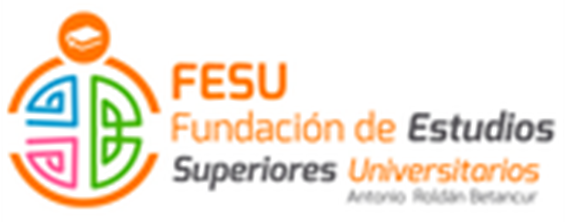 FESU
Fundación de Estudios
Superiores Universitarios
Antonio Roldán Betancur